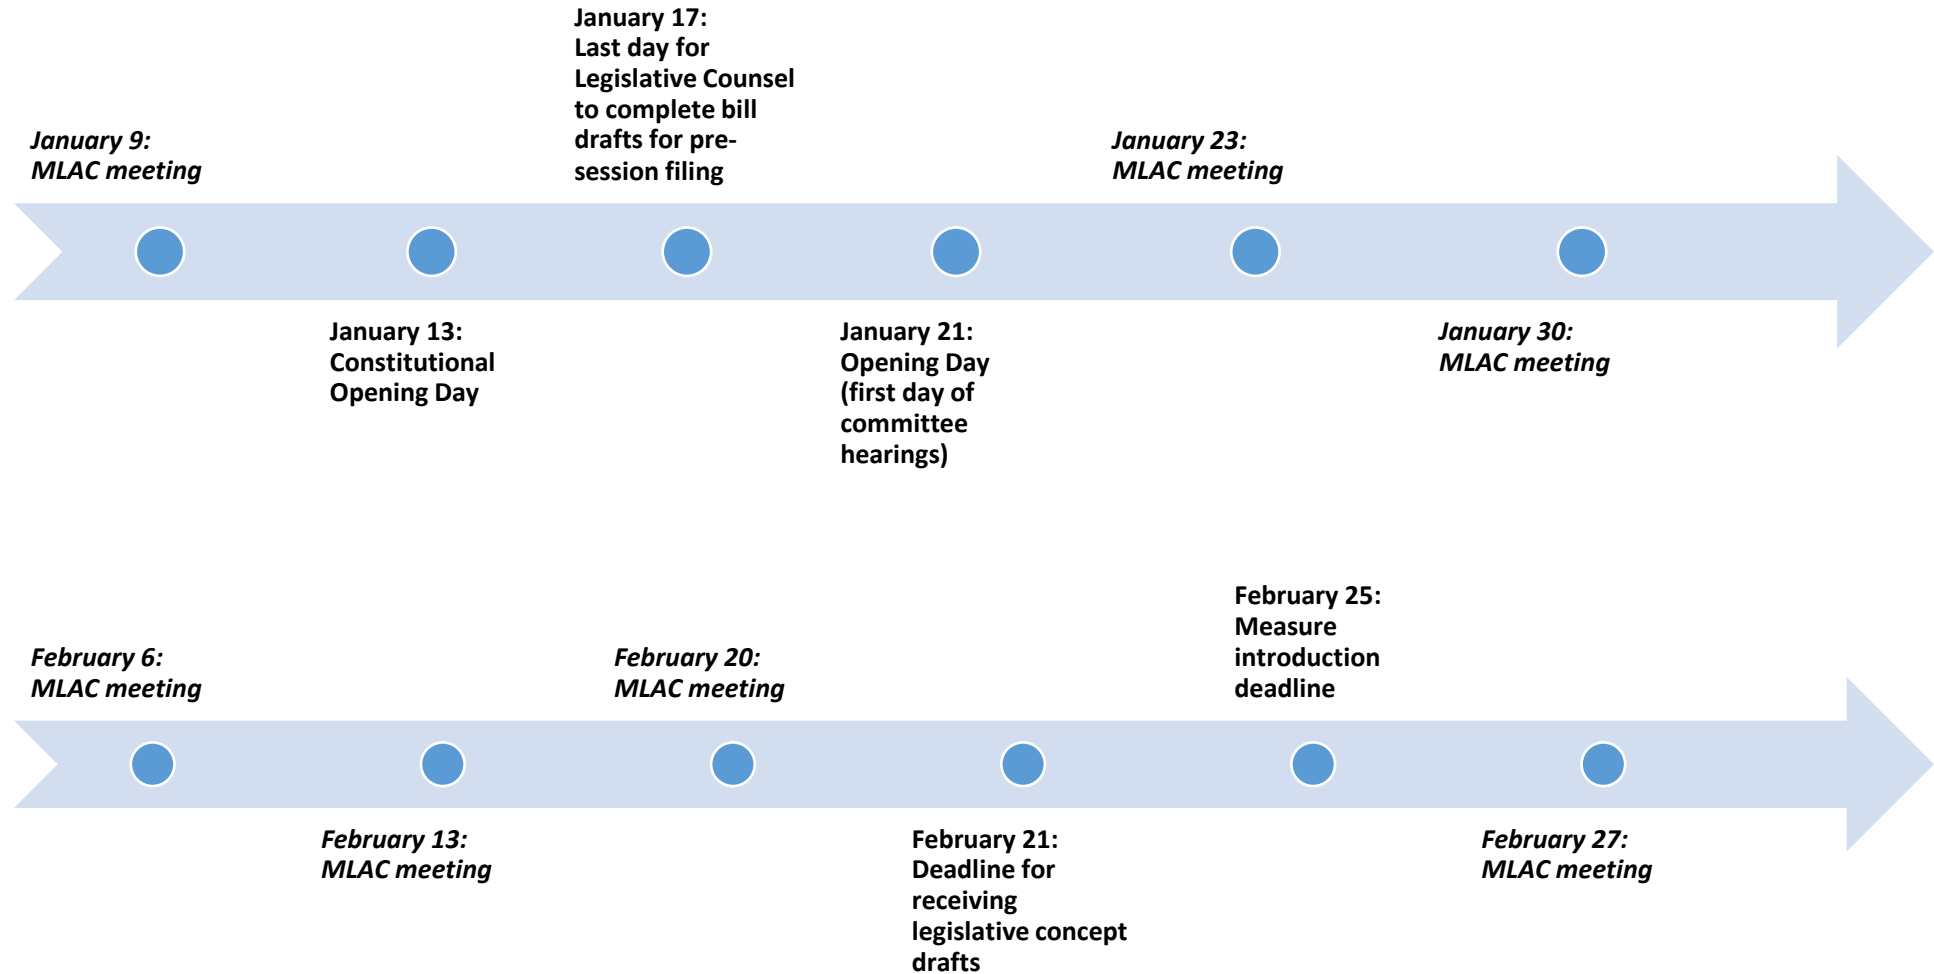 January 9:
MLAC meeting
January 13:
Constitutional
Opening Day
January 17:
Last day for
Legislative Counsel
to complete bill
drafts for pre-
session filing
January 21:
Opening Day
(first day of
committee
hearings)
January 23:
MLAC meeting
January 30:
MLAC meeting
February 6:
MLAC meeting
February 13:
MLAC meeting
February 20:
MLAC meeting
February 21:
Deadline for
receiving
legislative concept
drafts
February 25:
Measure
introduction
deadline
February 27:
MLAC meeting